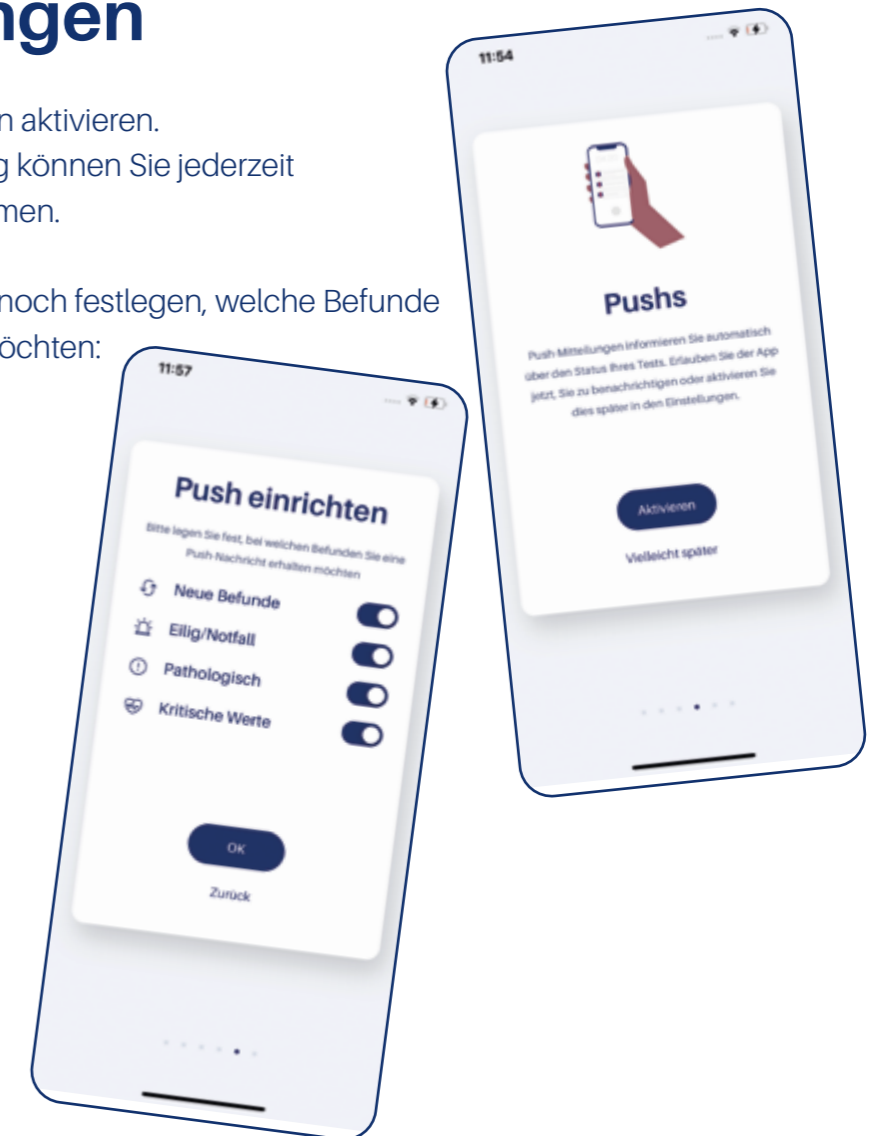 ngen
n aktivieren.
g können Sie jederzeit
men.
noch festlegen, welche Befunde
öchten:
11:54
Pushs
Push-Mitteilungen informieren Sie automatisch
über den Status Ihres Tests. Erlauben Sie der App
jetzt, Sie zu benachrichtigen oder aktivieren Sie
dies später in den Einstellungen.
Aktivieren
Vielleicht später
11:57
Push einrichten
Bitte legen Sie fest, bei welchen Befunden Sie eine
Push-Nachricht erhalten möchten
Neue Befunde
Eilig/Notfall
Pathologisch
Kritische Werte
OK
Zurück